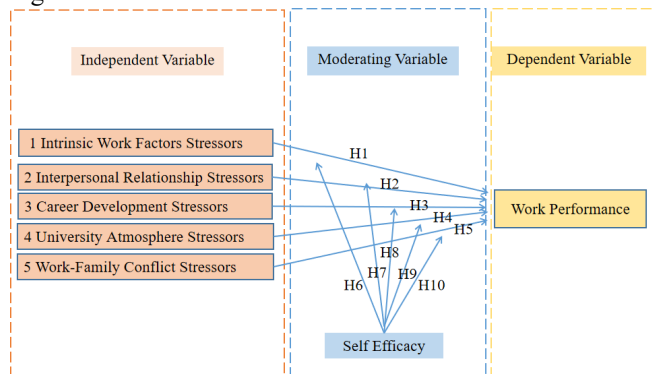 Independent Variable
Moderating Variable
Dependent Variable
1 Intrinsic Work Factors Stressors
2 Interpersonal Relationship Stressors
3 Career Development Stressors
4 University Atmosphere Stressors
5 Work-Family Conflict Stressors
H1
H2
H3
H4
H5
H6
H7
H8
H9
H10
Work Performance
Self Efficacy